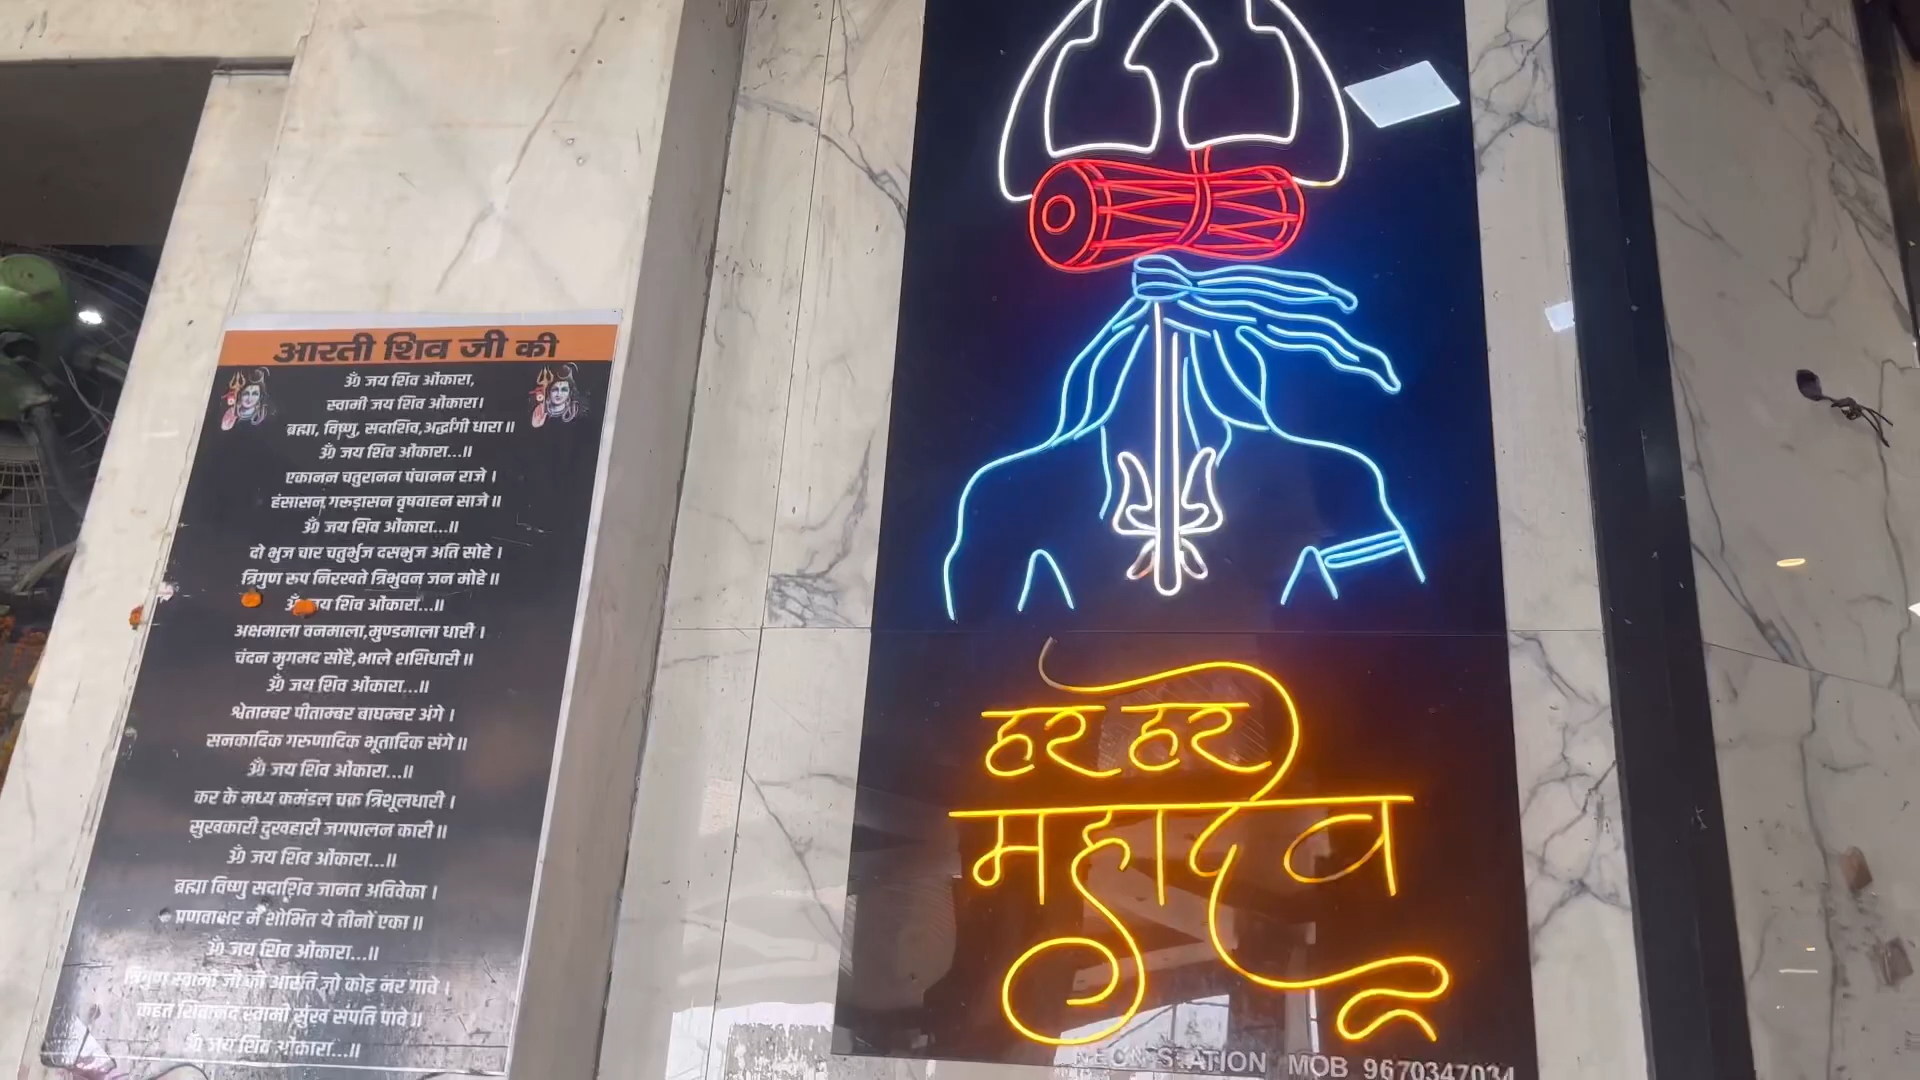 आरती शिव जी की
ॐ जय शिव ओंकारा,
स्वामी जय शिव ओंकारा।
ब्रह्मा, विष्णु, सदाशिव,अर्द्धांगी धारा॥
ॐ जय शिव ओंकारा...॥
एकानन चतुरानन पंचानन राजे।
हंसासन, गरूड़ासन वृषवाहन साजे॥
ॐ जय शिव ओंकारा...॥
दो भुज चार चतुर्भुज दसभुज अति सोहे।
त्रिगुण रूप निरखते त्रिभुवन जन मोहे॥
ॐ जय शिव ओंकारा...॥
अक्षमाला वनमाला,मुण्डमाला धारी।
चंदन मृगमद सोहै,भाले शशिधारी॥
ॐ जय शिव ओंकारा...॥
श्वेताम्बर पीताम्बर बाघम्बर अंगे।
सनकादिक गरुणादिक भूतादिक संगे॥
ॐ जय शिव ओंकारा...॥
कर के मध्य कमंडल चक्र त्रिशूलधारी।
सुखकारी दुखहारी जगपालन कारी॥
ॐ जय शिव ओंकारा...॥
ब्रह्मा विष्णु सदाशिव जानत अविवेका।
प्रणवाक्षर में शोभित ये तीनों एका॥
ॐ जय शिव ओंकारा...॥
त्रिगुण स्वामी जी की आरति जो कोइ नर गावे।
कहत शिवानंद स्वामी सुख संपति पावे॥
ॐ जय शिव ओंकारा...॥
हर हर
महादेव
NEON STATION MOB 9670347034